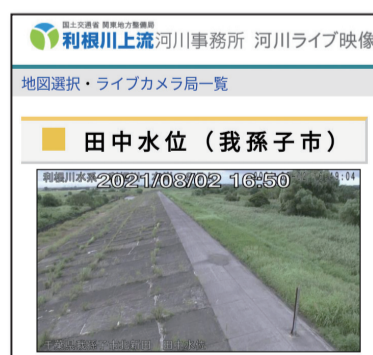 国土交通省 関東地方整備局
利根川上流河川事務所 河川ライブ映像
地図選択・ライブカメラ局一覧
田中水位（我孫子市）
利根川水系
2021/08/02 16:50
:04